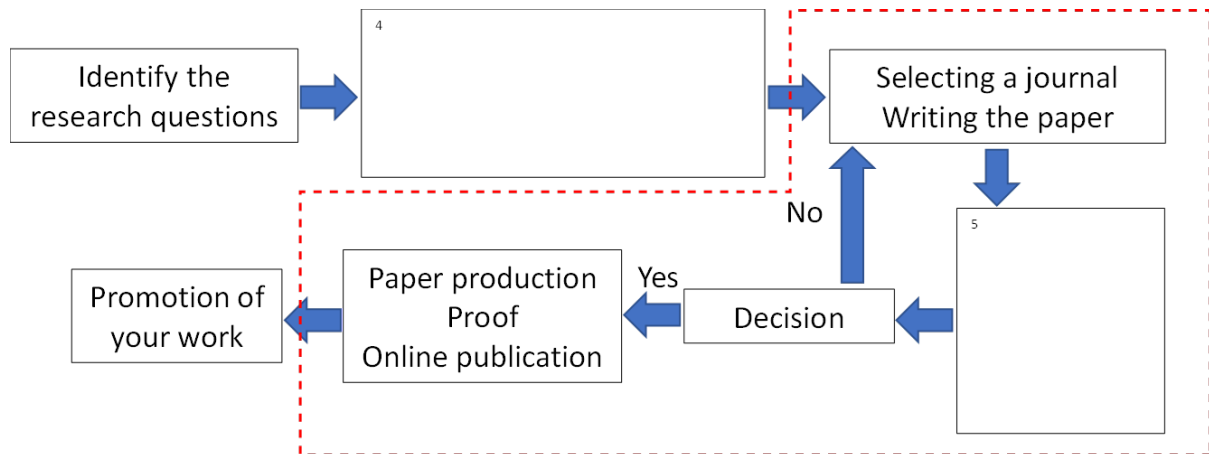 Identify the
research questions
4
Selecting a journal
Writing the paper
5
Decision
No
Yes
Paper production
Proof
Online publication
Promotion of
your work